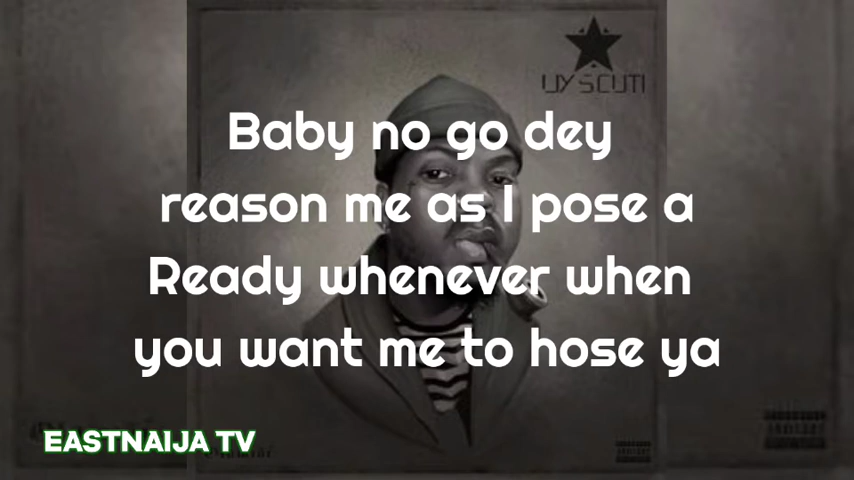 UY SCUTI
Baby no go dey
reason me as I pose a
Ready whenever when
you want me to hose ya
EASTNAIJA TV